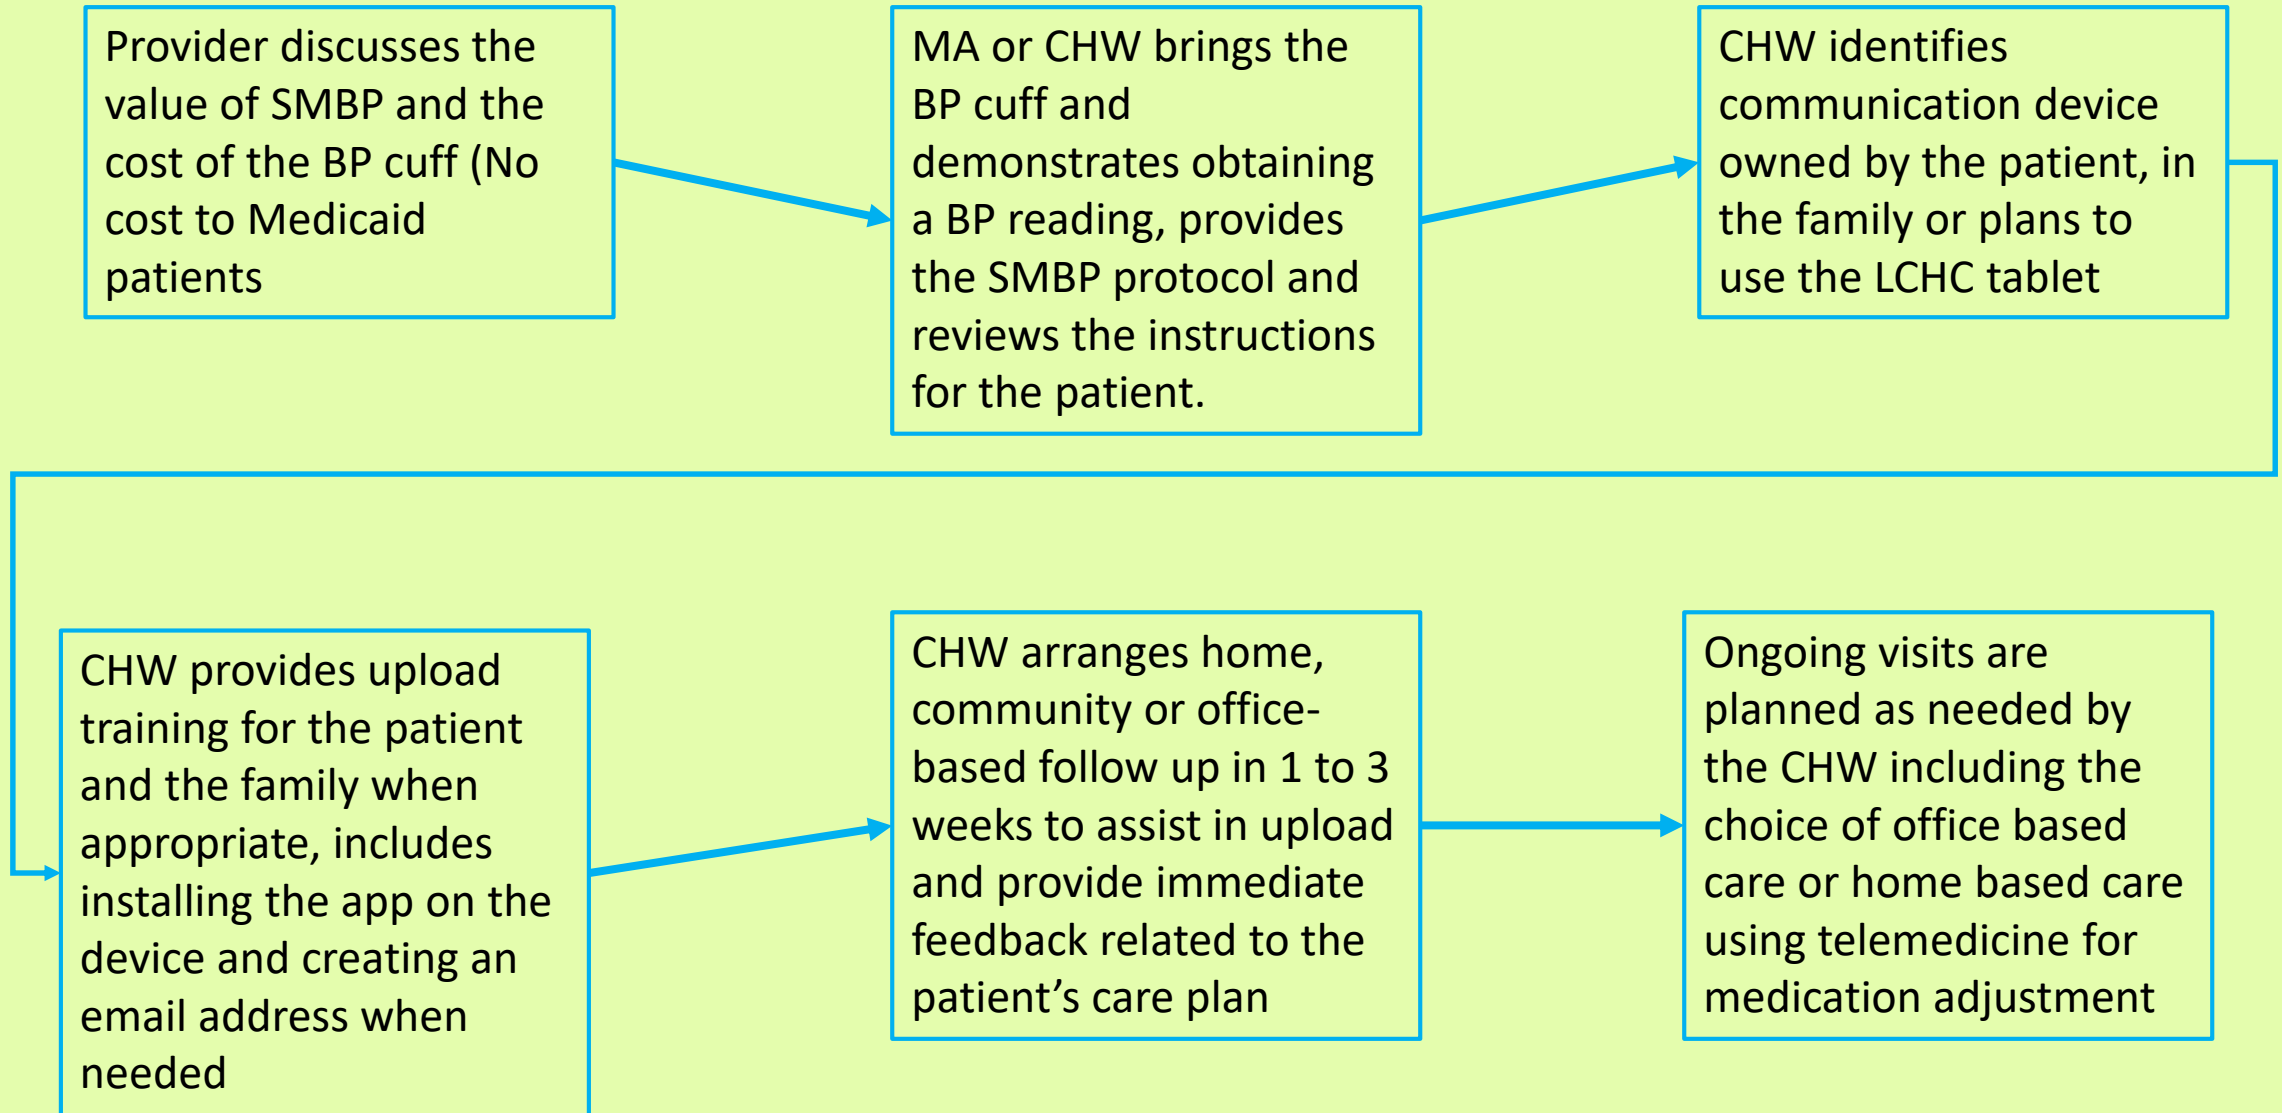 Provider discusses the
value of SMBP and the
cost of the BP cuff (No
cost to Medicaid
patients
MA or CHW brings the
BP cuff and
demonstrates obtaining
a BP reading, provides
the SMBP protocol and
reviews the instructions
for the patient.
CHW identifies
communication device
owned by the patient, in
the family or plans to
use the LCHC tablet
CHW provides upload
training for the patient
and the family when
appropriate, includes
installing the app on the
device and creating an
email address when
needed
CHW arranges home,
community or office-
based follow up in 1 to 3
weeks to assist in upload
and provide immediate
feedback related to the
patient’s care plan
Ongoing visits are
planned as needed by
the CHW including the
choice of office based
care or home based care
using telemedicine for
medication adjustment